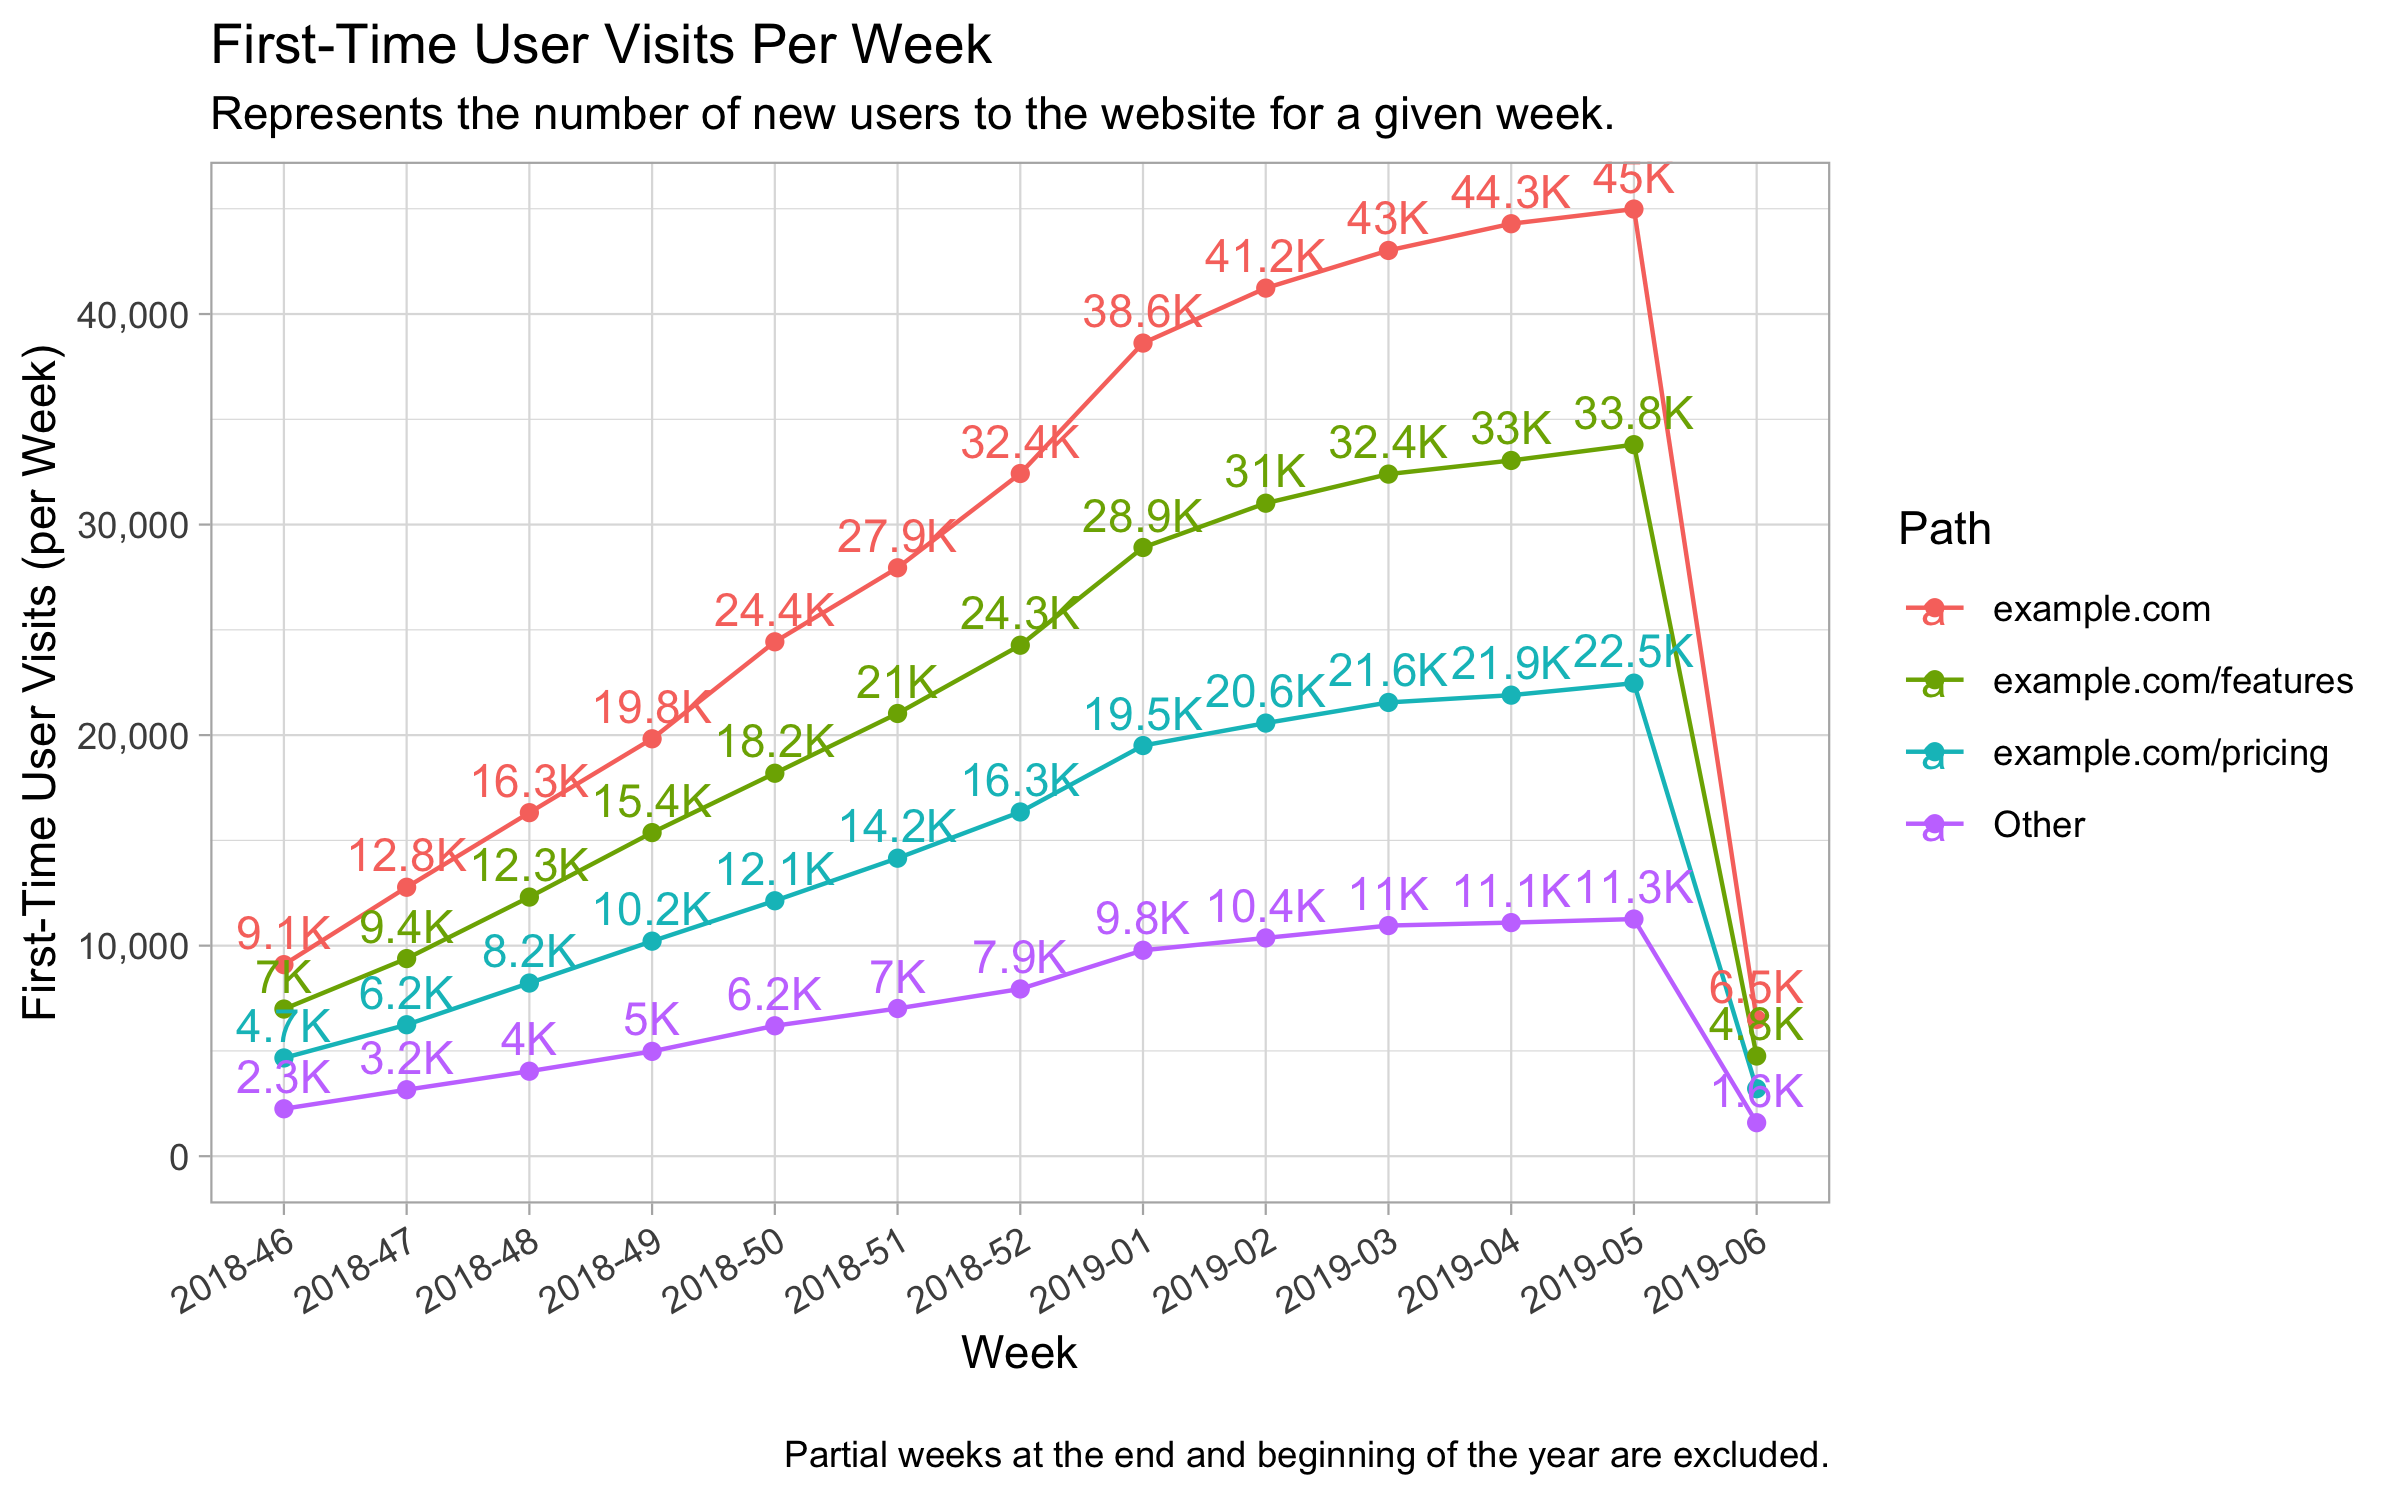 First-Time User Visits Per Week
Represents the number of new users to the website for a given week.
First-Time User Visits (per Week)
40,000
30,000
20,000
10,000
0
9.1K
12.8K
16.3K
19.8K
24.4K
27.9K
32.4K
38.6K
41.2K
43K
44.3K
45K
6.5K
7K
9.4K
12.3K
15.4K
18.2K
21K
24.3K
28.9K
31K
32.4K
33K
33.8K
4.8K
4.7K
6.2K
8.2K
10.2K
12.1K
14.2K
16.3K
19.5K
20.6K
21.6K
21.9K
22.5K
2.3K
3.2K
4K
5K
6.2K
7K
7.9K
9.8K
10.4K
11K
11.1K
11.3K
1.6K
2018-46
2018-47
2018-48
2018-49
2018-50
2018-51
2018-52
2019-01
2019-02
2019-03
2019-04
2019-05
2019-06
Week
Path
a example.com
a example.com/features
a example.com/pricing
a Other
Partial weeks at the end and beginning of the year are excluded.